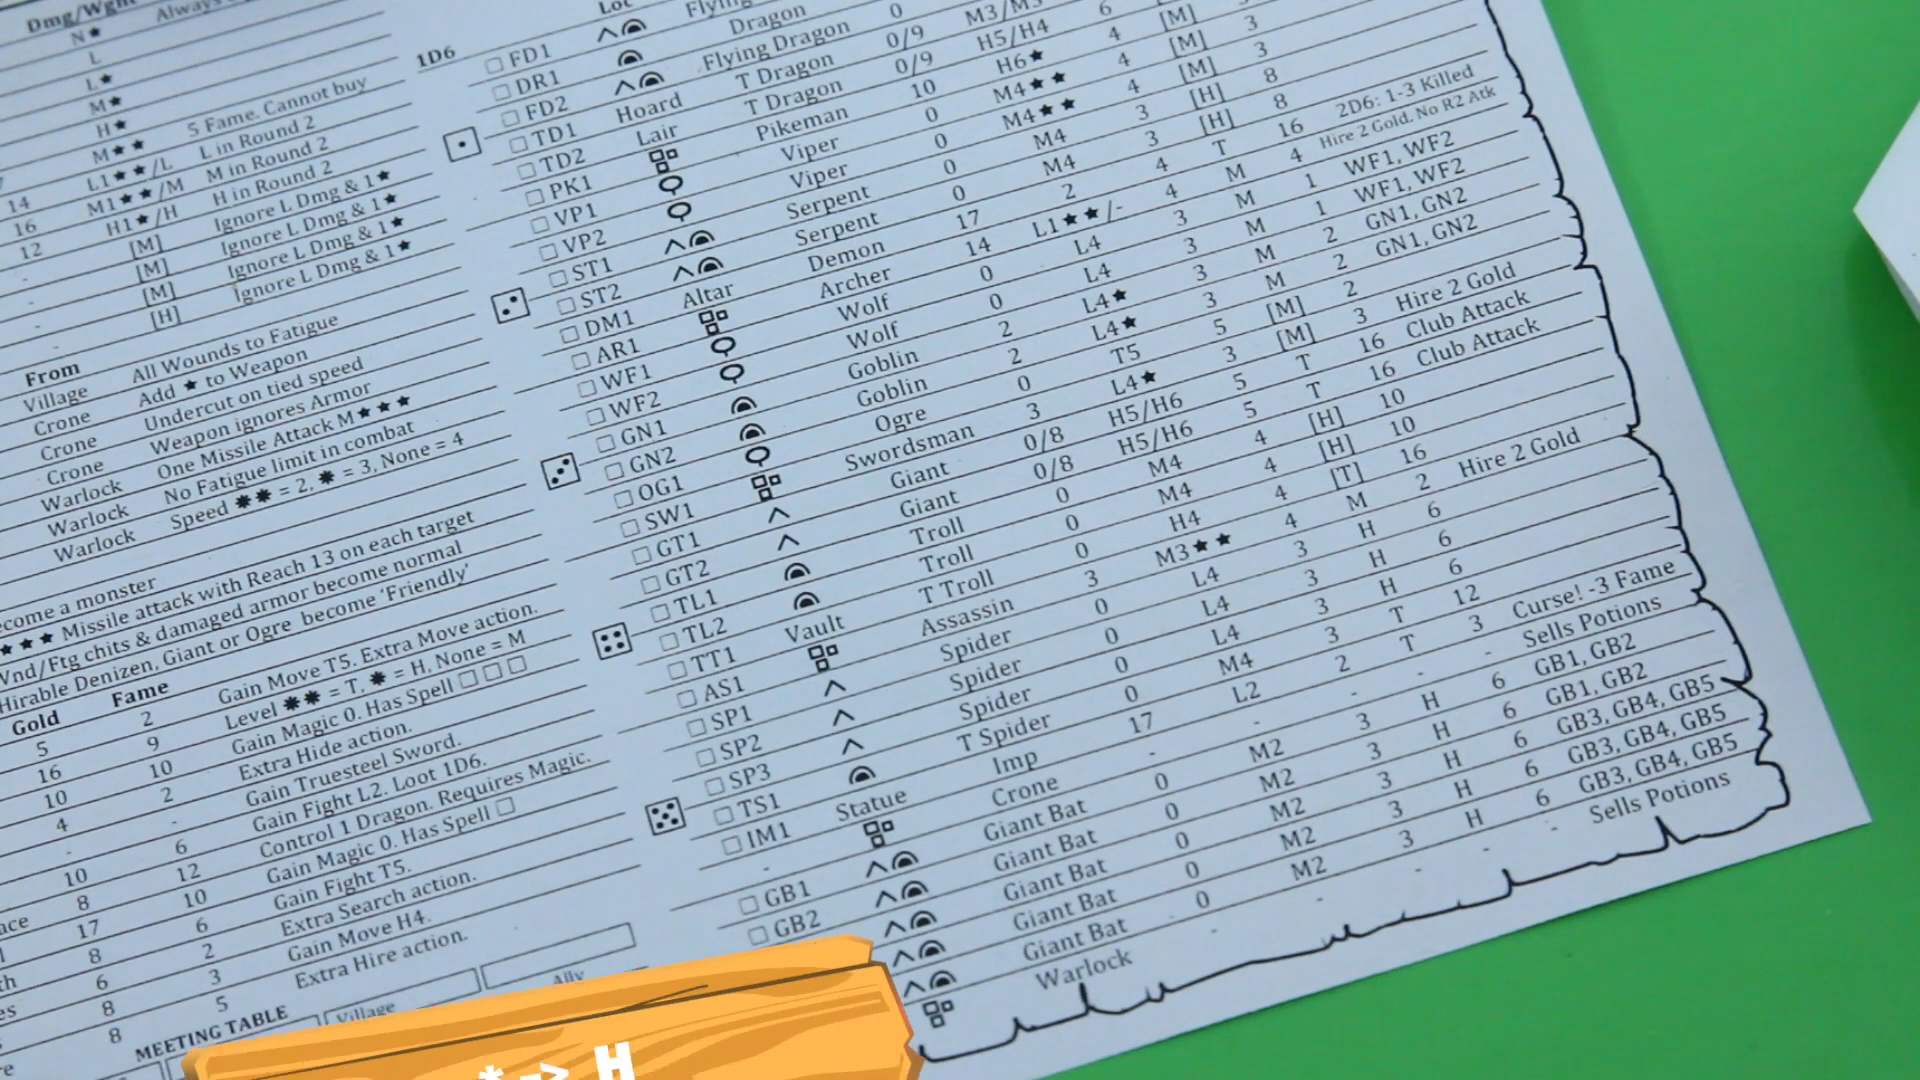 Dmg/Wght
N★
L
L★
M★
H★
M★★ 5 Fame. Cannot buy
14 L1★★/L L in Round 2
16 M1★★/M M in Round 2
12 H1★/H H in Round 2
[M] Ignore L Dmg & 1★
- [M] Ignore L Dmg & 1★
- [M] Ignore L Dmg & 1★
- [H] Ignore L Dmg & 1★
From
Village All Wounds to Fatigue
Crone Add ★ to Weapon
Crone Undercut on tied speed
Crone Weapon ignores Armor
Warlock One Missile Attack M★★★
Warlock No Fatigue limit in combat
Warlock Speed ✱✱ = 2, ✱ = 3, None = 4
become a monster
★★★ Missile attack with Reach 13 on each target
Wnd/Ftg chits & damaged armor become normal
Hirable Denizen, Giant or Ogre become 'Friendly'
Gold Fame
5 2 Gain Move T5. Extra Move action.
16 9 Level ✱✱ = T, ✱ = H, None = M
10 10 Gain Magic 0. Has Spell □ □ □
4 2 Extra Hide action.
- - Gain Truesteel Sword.
10 6 Gain Fight L2. Loot 1D6.
8 12 Control 1 Dragon. Requires Magic.
17 10 Gain Magic 0. Has Spell □
8 6 Gain Fight T5.
6 2 Extra Search action.
8 3 Gain Move H4.
8 5 Extra Hire action.
MEETING TABLE
Village
Ally
1D6
Loc
□ FD1 Flying Dragon 0 M3/M3 6
□ DR1 Dragon
□ FD2 Flying Dragon
□ TD1 Hoard T Dragon 0/9 H5/H4
□ TD2 Lair T Dragon 0/9 H6★
□ PK1 Pikeman 10 M4★★
□ VP1 Viper 0 M4★★
□ VP2 Viper 0 M4
□ ST1 Serpent 0 M4
□ ST2 Serpent 0
□ DM1 Altar Demon 17 2 4 T 16 2D6: 1-3 Killed
□ AR1 Archer 14 L1★★/- 4 M 4 Hire 2 Gold. No R2 Atk
□ WF1 Wolf 0 L4 3 M 1 WF1, WF2
□ WF2 Wolf 0 L4 3 M 1 WF1, WF2
□ GN1 Goblin 2 L4★ 3 M 2 GN1, GN2
□ GN2 Goblin 2 L4★ 3 M 2 GN1, GN2
□ OG1 Ogre 0 T5 5 [M] 2
□ SW1 Swordsman 3 L4★ 3 [M] 3 Hire 2 Gold
□ GT1 Giant 0/8 H5/H6 5 T 16 Club Attack
□ GT2 Giant 0/8 H5/H6 5 T 16 Club Attack
□ TL1 Troll 0 M4 4 [H] 10
□ TL2 Troll 0 M4 4 [H] 10
□ TT1 Vault T Troll 0 H4 4 [T] 16
□ AS1 Assassin 3 M3★★ 4 M 2 Hire 2 Gold
□ SP1 Spider 0 L4 3 H 6
□ SP2 Spider 0 L4 3 H 6
□ SP3 Spider 0 L4 3 H 6
□ TS1 T Spider 0 M4 3 T 12
□ IM1 Statue Imp 17 L2 2 T 3 Curse! -3 Fame
- Crone - - - - - Sells Potions
□ GB1 Giant Bat 0 M2 3 H 6 GB1, GB2
□ GB2 Giant Bat 0 M2 3 H 6 GB1, GB2
Giant Bat 0 M2 3 H 6 GB3, GB4, GB5
Giant Bat 0 M2 3 H 6 GB3, GB4, GB5
Giant Bat 0 M2 3 H 6 GB3, GB4, GB5
Warlock - - - - Sells Potions
* -> H